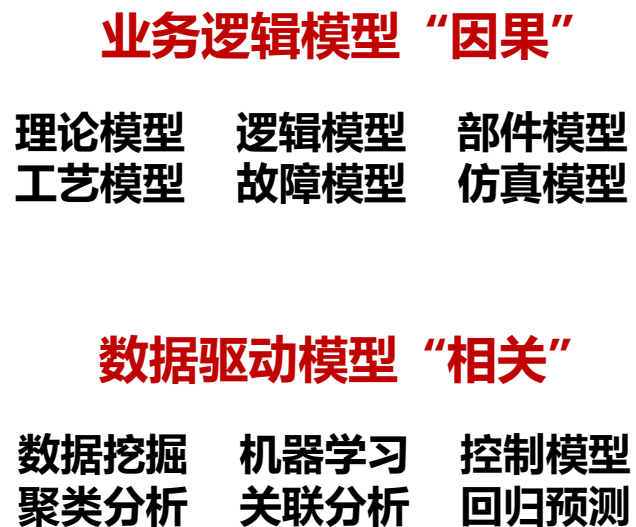 业务逻辑模型“因果”
理论模型 逻辑模型 部件模型
工艺模型 故障模型 仿真模型
数据驱动模型“相关”
数据挖掘 机器学习 控制模型
聚类分析 关联分析 回归预测